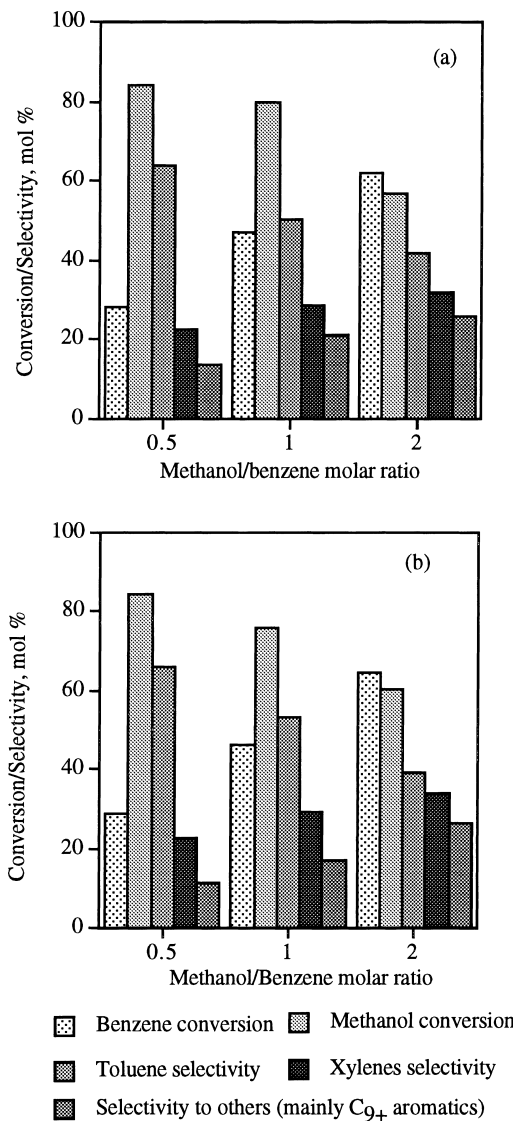 100
(a)
80
60
40
20
0
Conversion/Selectivity, mol %
0.5 1 2
Methanol/benzene molar ratio
100
(b)
80
60
40
20
0
Conversion/Selectivity, mol %
0.5 1 2
Methanol/Benzene molar ratio
Benzene conversion Methanol conversion
Toluene selectivity Xylenes selectivity
Selectivity to others (mainly C9+ aromatics)